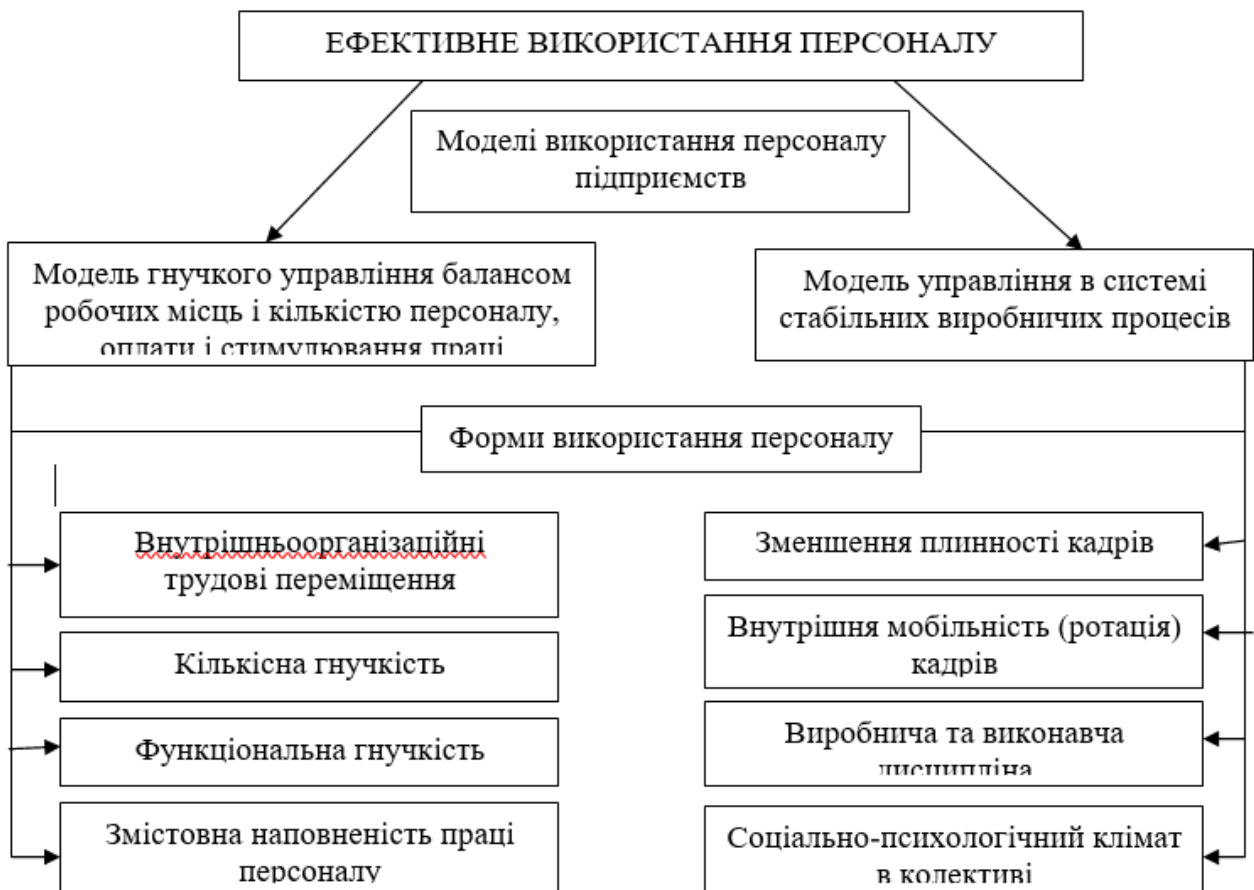 ЕФЕКТИВНЕ ВИКОРИСТАННЯ ПЕРСОНАЛУ
Моделі використання персоналу
підприємств
Модель гнучкого управління балансом
робочих місць і кількістю персоналу,
оплати і стимулювання праці
Модель управління в системі
стабільних виробничих процесів
Форми використання персоналу
Внутрішньоорганізаційні
трудові переміщення
Кількісна гнучкість
Функціональна гнучкість
Змістовна наповненість праці
персоналу
Зменшення плинності кадрів
Внутрішня мобільність (ротація)
кадрів
Виробнича та виконавча
дисципліна
Соціально-психологічний клімат
в колективі